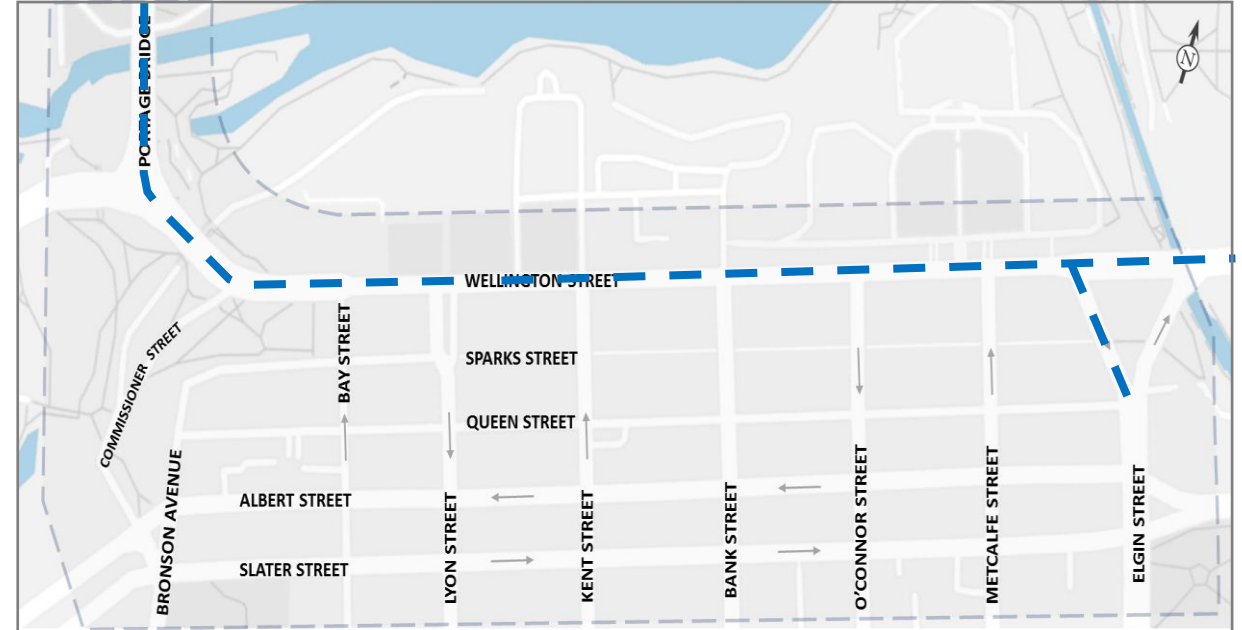 PORTAGE BRIDGE
N
WELLINGTON STREET
COMMISSIONER STREET
BAY STREET
SPARKS STREET
QUEEN STREET
ALBERT STREET
SLATER STREET
BRONSON AVENUE
LYON STREET
KENT STREET
BANK STREET
O'CONNOR STREET
METCALFE STREET
ELGIN STREET